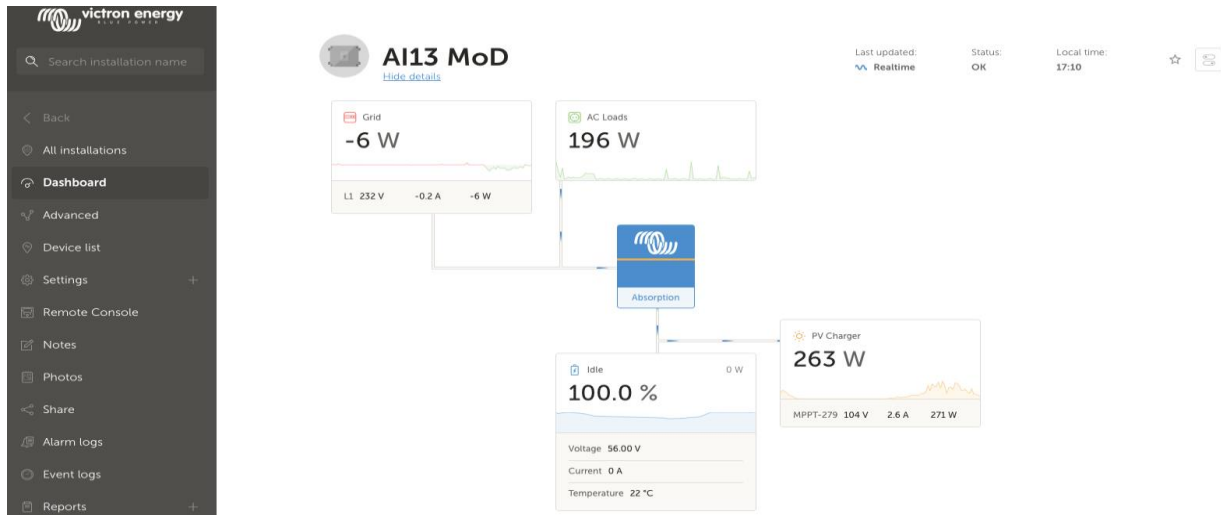 victron energy
BLUE POWER
Search installation name
Back
All installations
Dashboard
Advanced
Device list
Settings
Remote Console
Notes
Photos
Share
Alarm logs
Event logs
Reports
AI13 MoD
Hide details
Last updated: Status: Local time:
Realtime OK 17:10
Grid
-6 W
L1 232 V -0.2 A -6 W
AC Loads
196 W
Absorption
PV Charger
263 W
MPPT-279 104 V 2.6 A 271 W
Idle 0 W
100.0 %
Voltage 56.00 V
Current 0 A
Temperature 22 °C